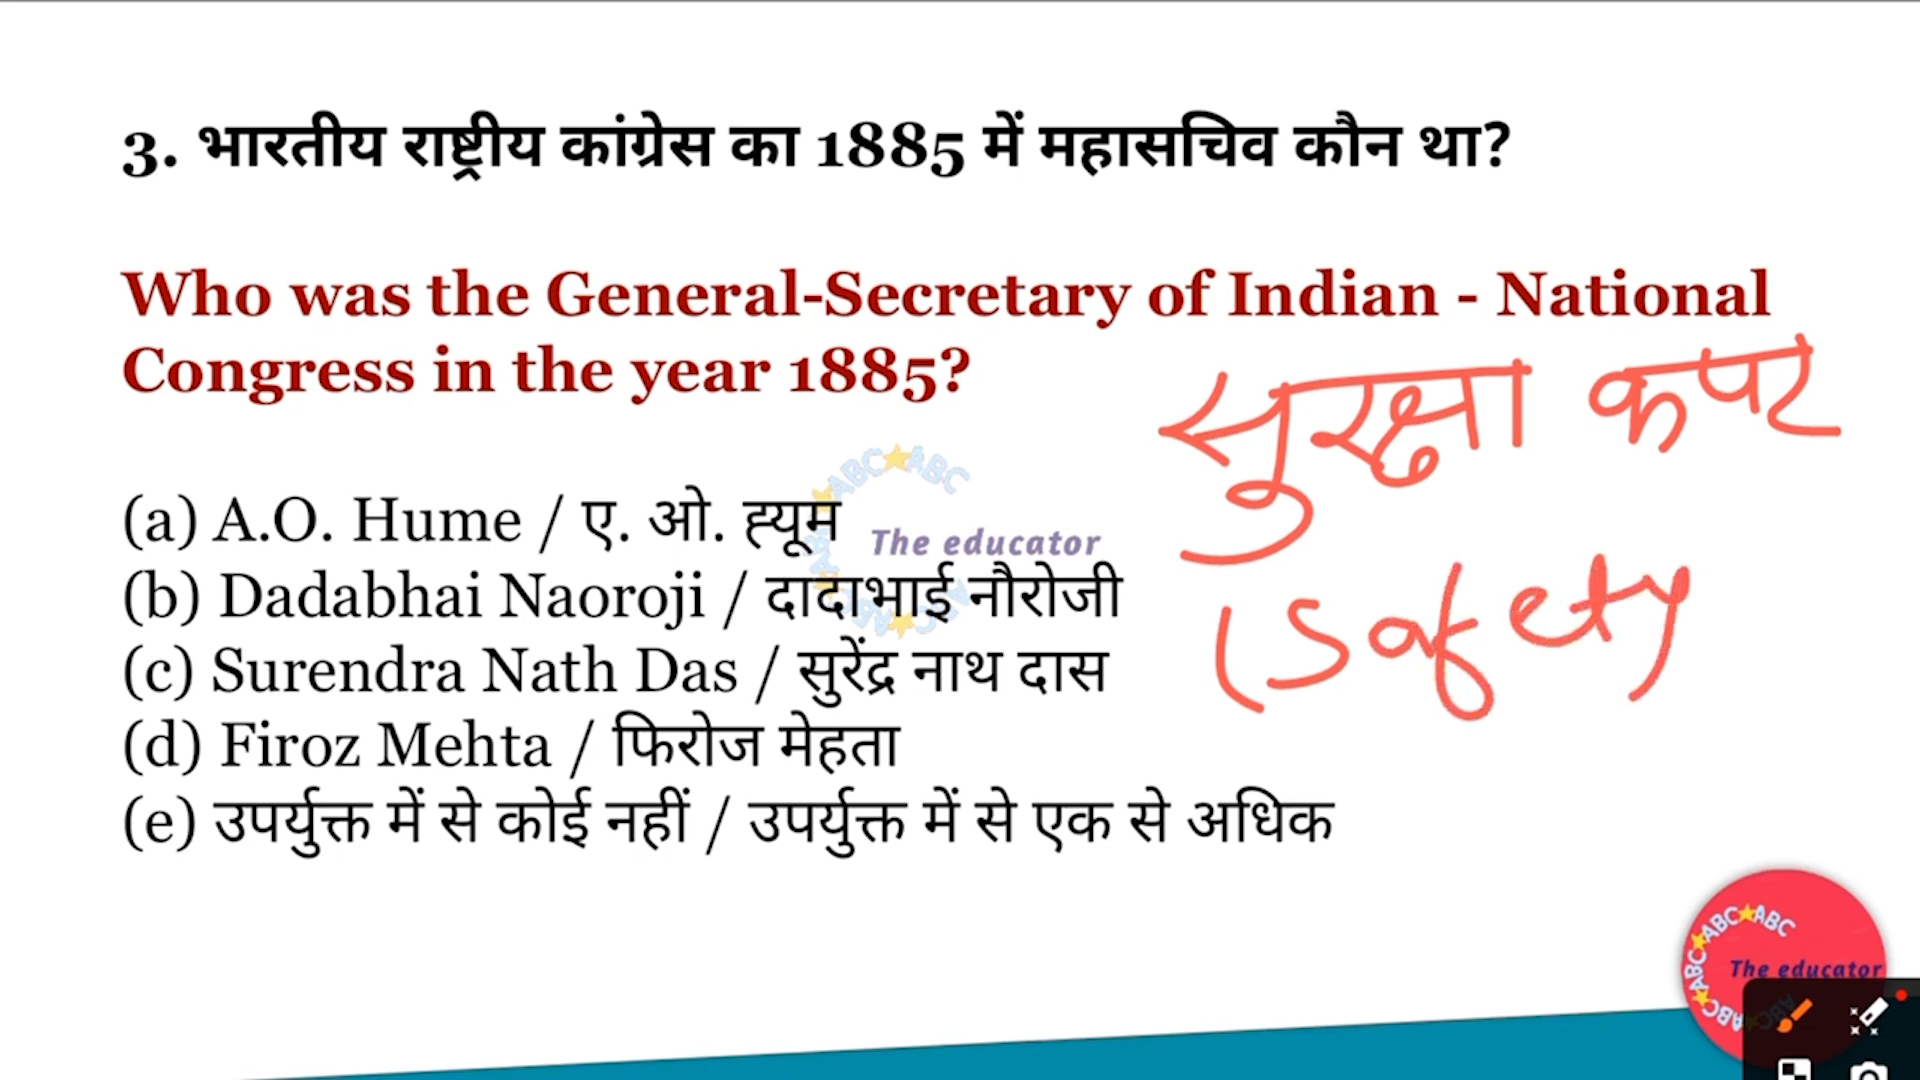 3. भारतीय राष्ट्रीय कांग्रेस का 1885 में महासचिव कौन था?
Who was the General-Secretary of Indian - National
Congress in the year 1885?
सुरक्षा कपट
(Safety
(a) A.O. Hume / ए. ओ. ह्यूम
The educator
(b) Dadabhai Naoroji / दादाभाई नौरोजी
(c) Surendra Nath Das / सुरेंद्र नाथ दास
(d) Firoz Mehta / फिरोज मेहता
(e) उपर्युक्त में से कोई नहीं / उपर्युक्त में से एक से अधिक
ABC ABC
The educator